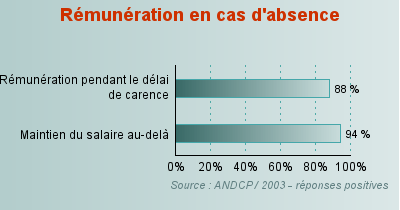 Rémunération en cas d'absence
Rémunération pendant le délai
de carence
88 %
Maintien du salaire au-delà
94 %
0% 20% 40% 60% 80% 100%
Source : ANDCP / 2003 - réponses positives